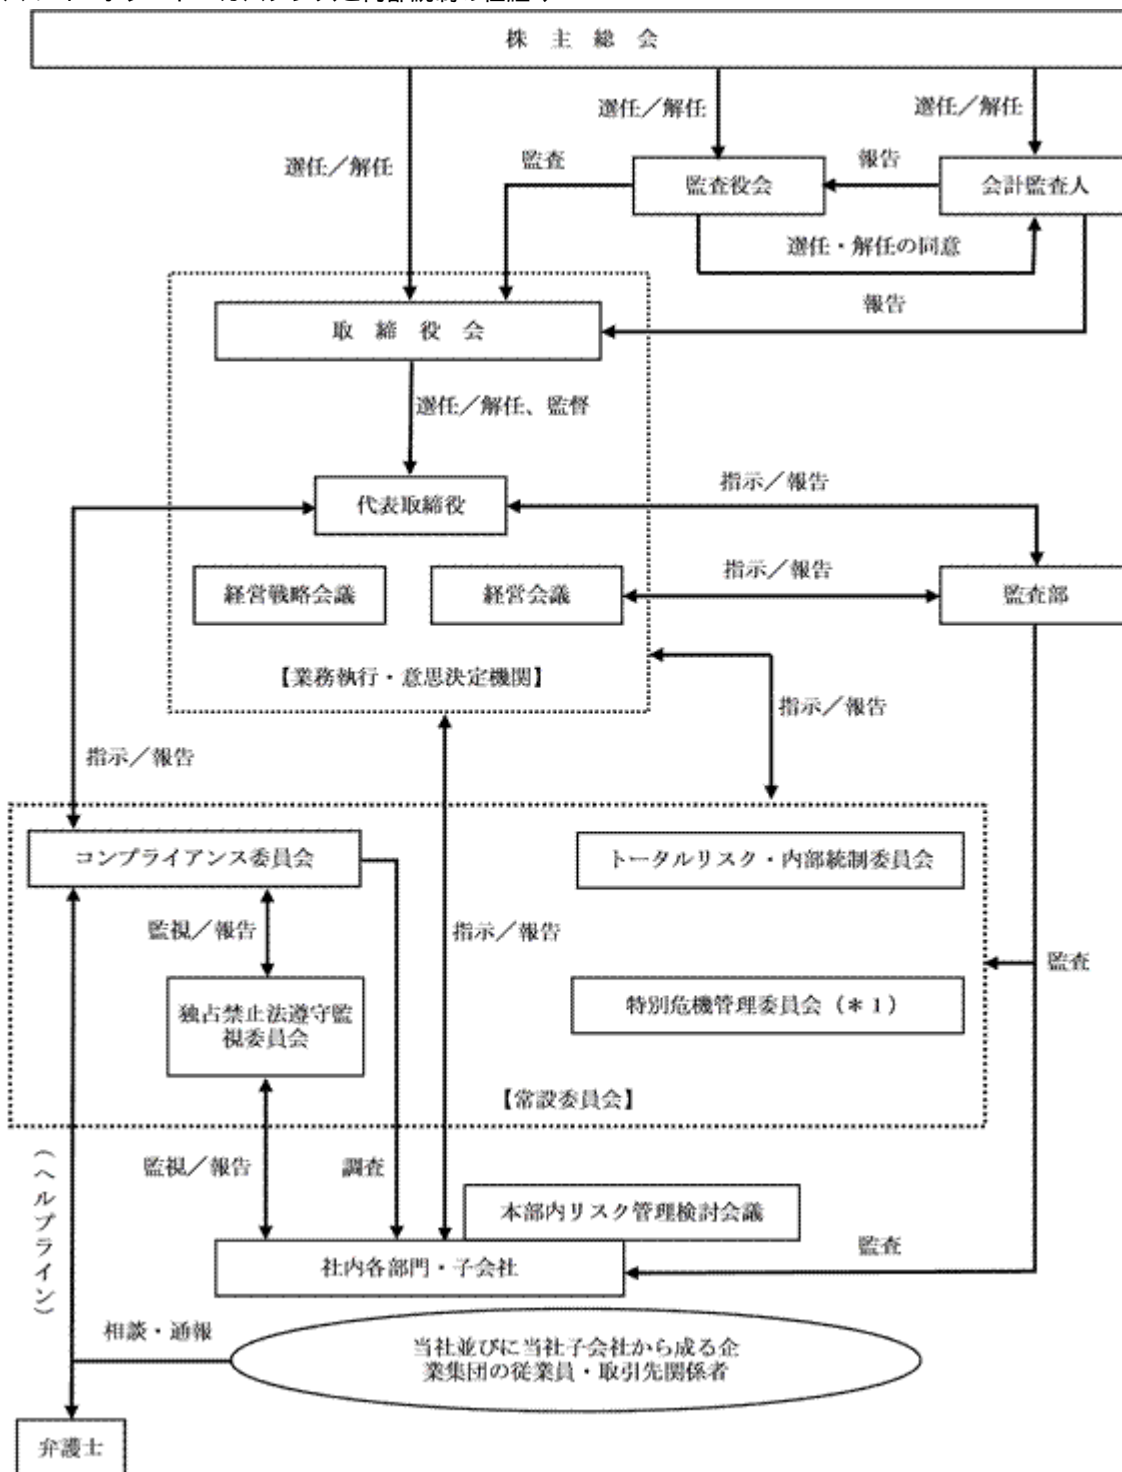 株 主 総 会
選任／解任
選任／解任
選任／解任
監査
監査役会
報告
会計監査人
選任・解任の同意
報告
取 締 役 会
選任／解任、監督
代表取締役
指示／報告
経営戦略会議
経営会議
指示／報告
監査部
【業務執行・意思決定機関】
指示／報告
指示／報告
コンプライアンス委員会
トータルリスク・内部統制委員会
監視／報告
指示／報告
監査
独占禁止法遵守監
視委員会
特別危機管理委員会（＊１）
【常設委員会】
（ヘルプライン）
監視／報告
調査
本部内リスク管理検討会議
社内各部門・子会社
監査
相談・通報
当社並びに当社子会社から成る企
業集団の従業員・取引先関係者
弁護士